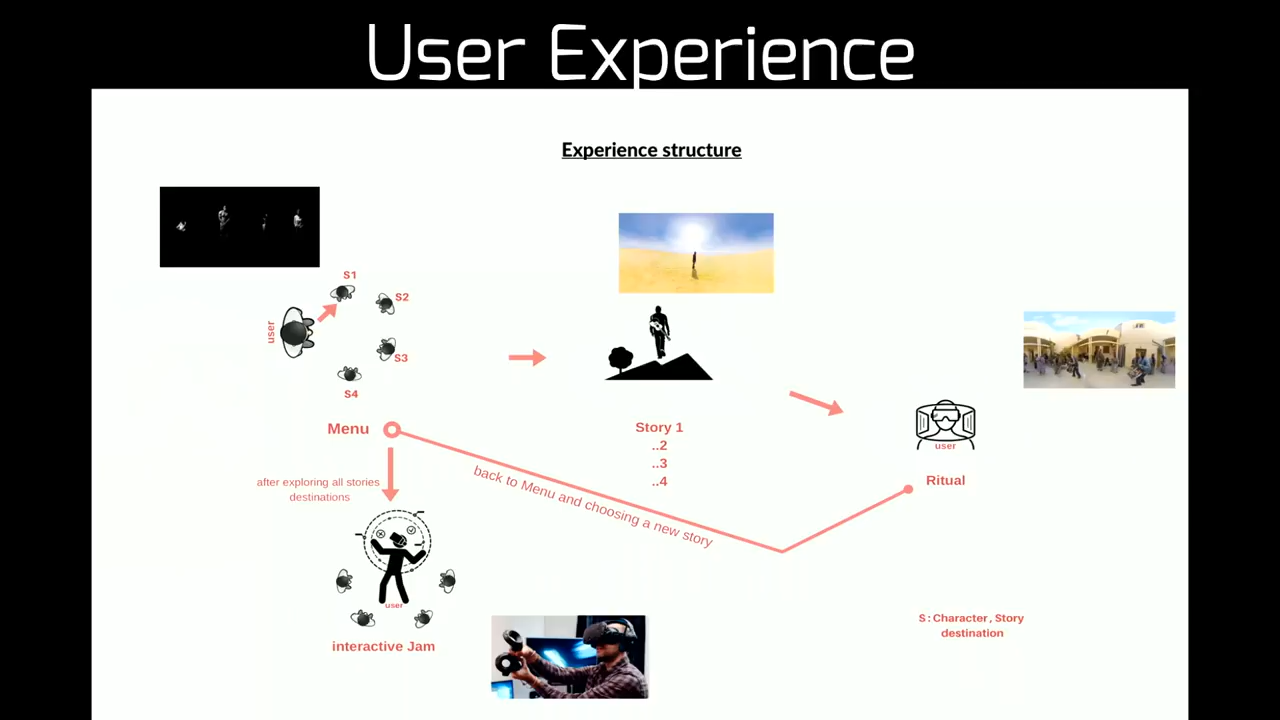 User Experience
Experience structure
S1
S2
user
S3
S4
Menu
Story 1
..2
..3
..4
user
Ritual
back to Menu and choosing a new story
after exploring all stories
destinations
user
interactive Jam
S : Character , Story
destination